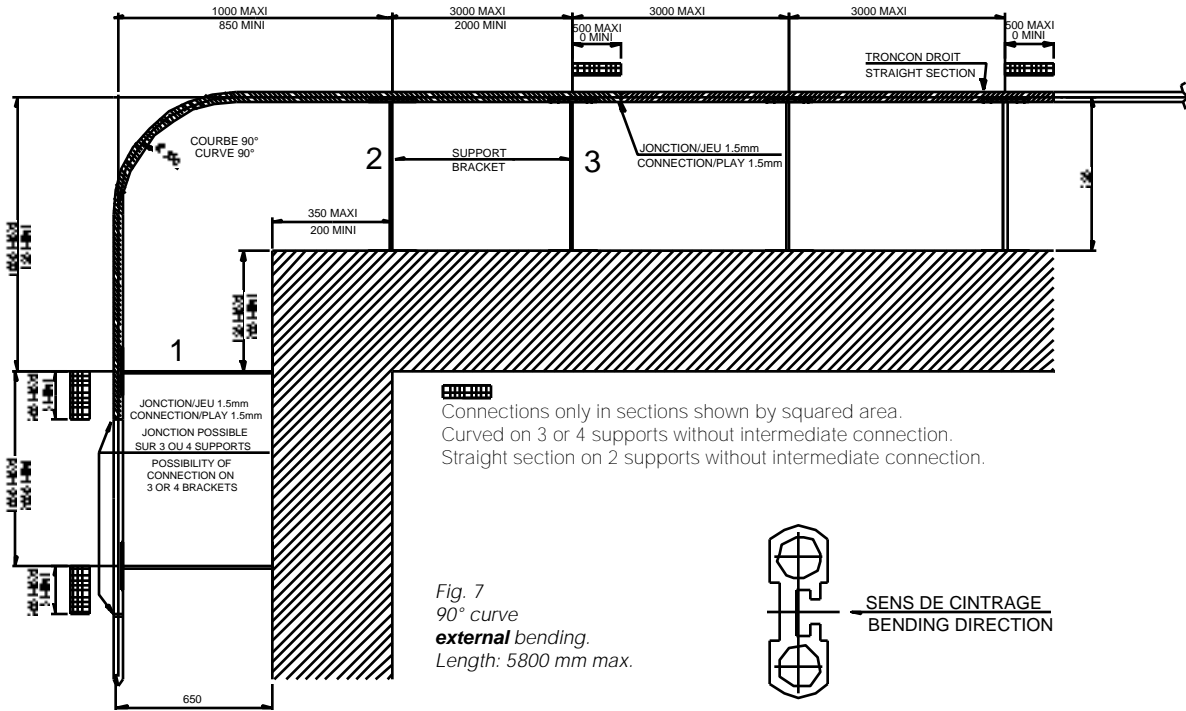 1000 MAXI
850 MINI
3000 MAXI
2000 MINI
3000 MAXI
3000 MAXI
500 MAXI
0 MINI
500 MAXI
0 MINI
TRONCON DROIT
STRAIGHT SECTION
COURBE 90°
CURVE 90°
2
SUPPORT
BRACKET
3
JONCTION/JEU 1.5mm
CONNECTION/PLAY 1.5mm
350 MAXI
200 MINI
1
JONCTION/JEU 1.5mm
CONNECTION/PLAY 1.5mm
JONCTION POSSIBLE
SUR 3 OU 4 SUPPORTS
POSSIBILITY OF
CONNECTION ON
3 OR 4 BRACKETS
Connections only in sections shown by squared area.
Curved on 3 or 4 supports without intermediate connection.
Straight section on 2 supports without intermediate connection.
Fig. 7
90° curve
external bending.
Length: 5800 mm max.
SENS DE CINTRAGE
BENDING DIRECTION
650